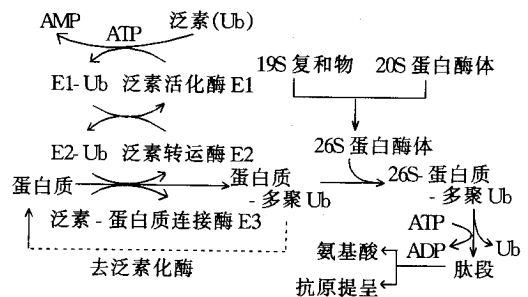 AMP ATP 泛素(Ub)
E1-Ub 泛素活化酶E1
19S复和物 20S蛋白酶体
E2-Ub 泛素转运酶E2
26S蛋白酶体
蛋白质
蛋白质
-多聚Ub
26S-蛋白质
-多聚Ub
泛素-蛋白质连接酶E3
去泛素化酶
ATP
ADP
Ub
肽段
氨基酸
抗原提呈